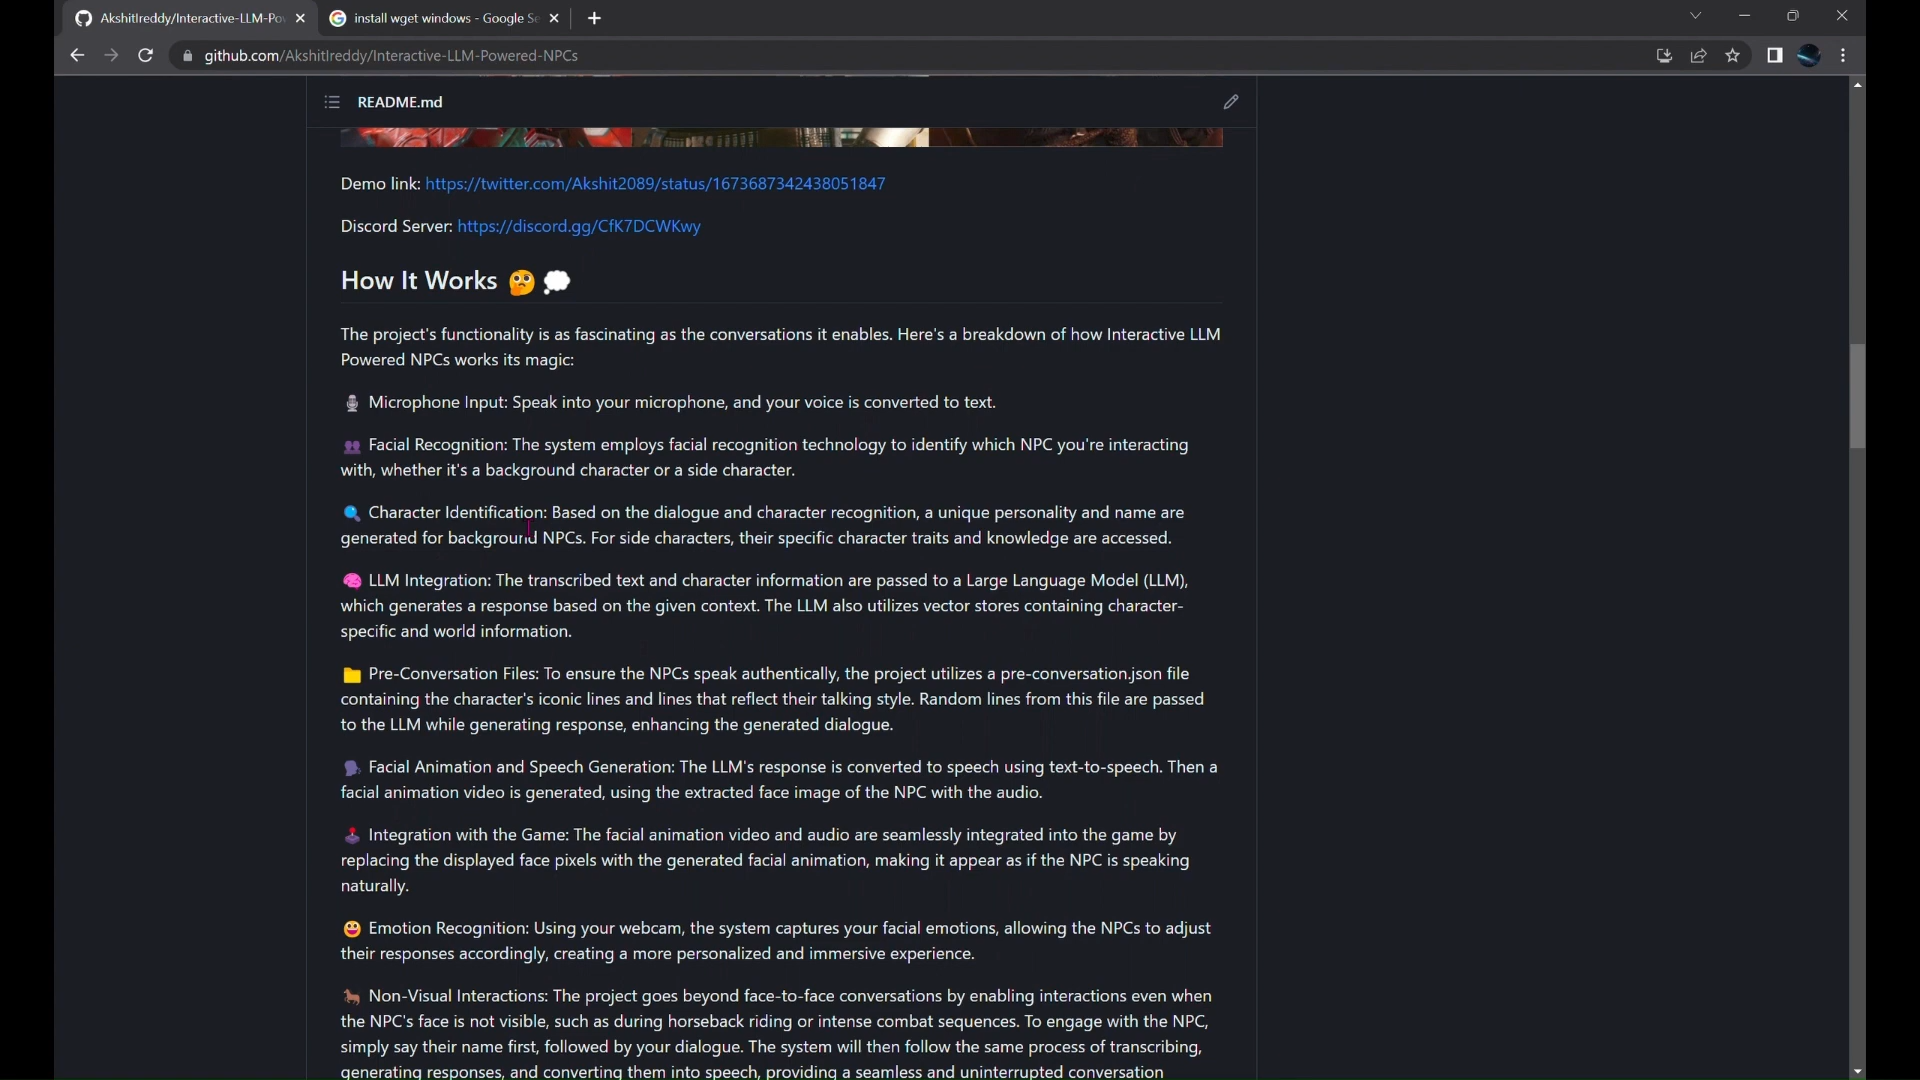 AkshitIreddy/Interactive-LLM-Po
install wget windows - Google Se
github.com/AkshitIreddy/Interactive-LLM-Powered-NPCs
README.md
Demo link: https://twitter.com/Akshit2089/status/1673687342438051847
Discord Server: https://discord.gg/CfK7DCWKwy
How It Works 🤔💭
The project's functionality is as fascinating as the conversations it enables. Here's a breakdown of how Interactive LLM
Powered NPCs works its magic:
🎙️ Microphone Input: Speak into your microphone, and your voice is converted to text.
👥 Facial Recognition: The system employs facial recognition technology to identify which NPC you're interacting
with, whether it's a background character or a side character.
🔍 Character Identification: Based on the dialogue and character recognition, a unique personality and name are
generated for background NPCs. For side characters, their specific character traits and knowledge are accessed.
🧠 LLM Integration: The transcribed text and character information are passed to a Large Language Model (LLM),
which generates a response based on the given context. The LLM also utilizes vector stores containing character-
specific and world information.
📁 Pre-Conversation Files: To ensure the NPCs speak authentically, the project utilizes a pre-conversation.json file
containing the character's iconic lines and lines that reflect their talking style. Random lines from this file are passed
to the LLM while generating response, enhancing the generated dialogue.
🗣️ Facial Animation and Speech Generation: The LLM's response is converted to speech using text-to-speech. Then a
facial animation video is generated, using the extracted face image of the NPC with the audio.
🕹️ Integration with the Game: The facial animation video and audio are seamlessly integrated into the game by
replacing the displayed face pixels with the generated facial animation, making it appear as if the NPC is speaking
naturally.
😀 Emotion Recognition: Using your webcam, the system captures your facial emotions, allowing the NPCs to adjust
their responses accordingly, creating a more personalized and immersive experience.
🐎 Non-Visual Interactions: The project goes beyond face-to-face conversations by enabling interactions even when
the NPC's face is not visible, such as during horseback riding or intense combat sequences. To engage with the NPC,
simply say their name first, followed by your dialogue. The system will then follow the same process of transcribing,
generating responses, and converting them into speech, providing a seamless and uninterrupted conversation